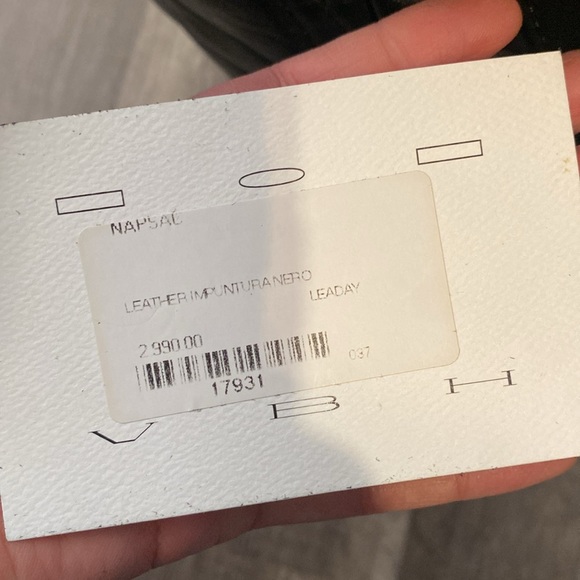 NAPSAC
LEATHER IMPUNTURA NERO
LEADAY
2.990.00
037
17931
V B H